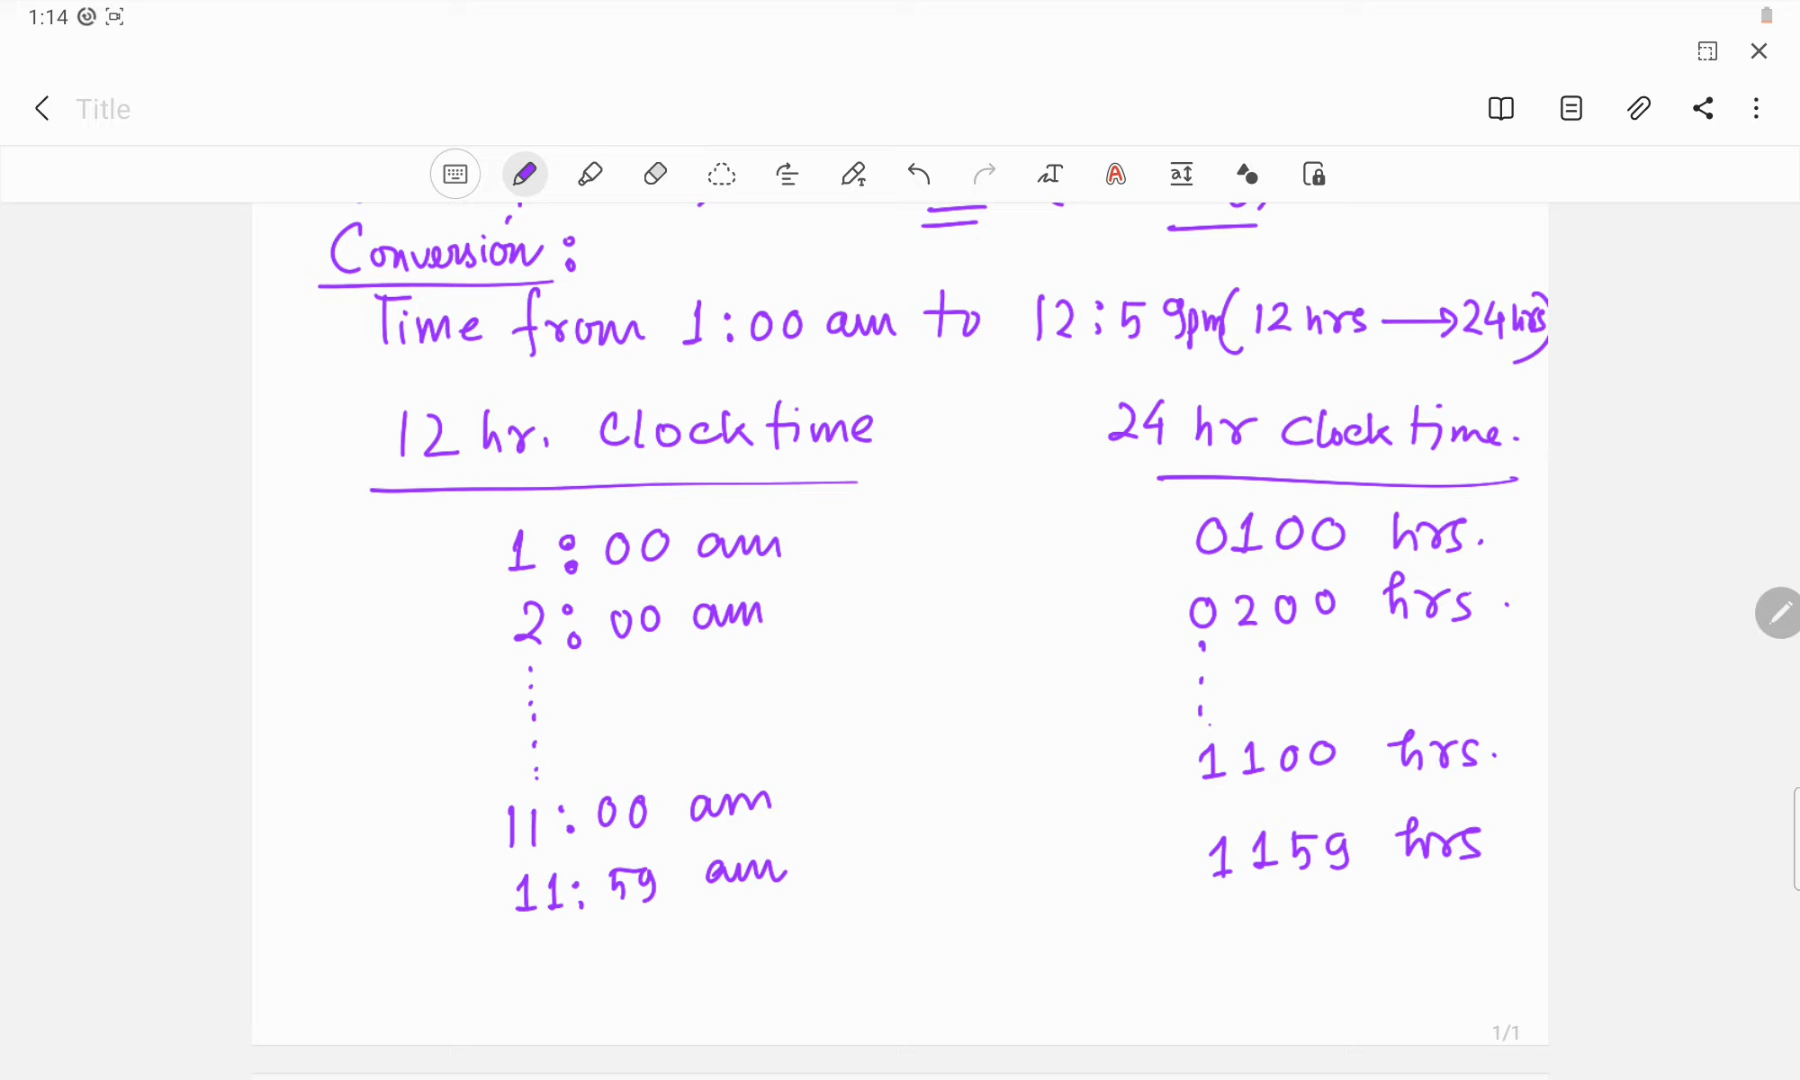 1:14
Title
Conversion:
Time from 1:00 am to 12:59pm (12 hrs → 24 hrs)
12 hr. Clock time 24 hr Clock time.
1:00 am 0100 hrs.
2:00 am 0200 hrs.
11:00 am 1100 hrs.
11:59 am 1159 hrs
1/1